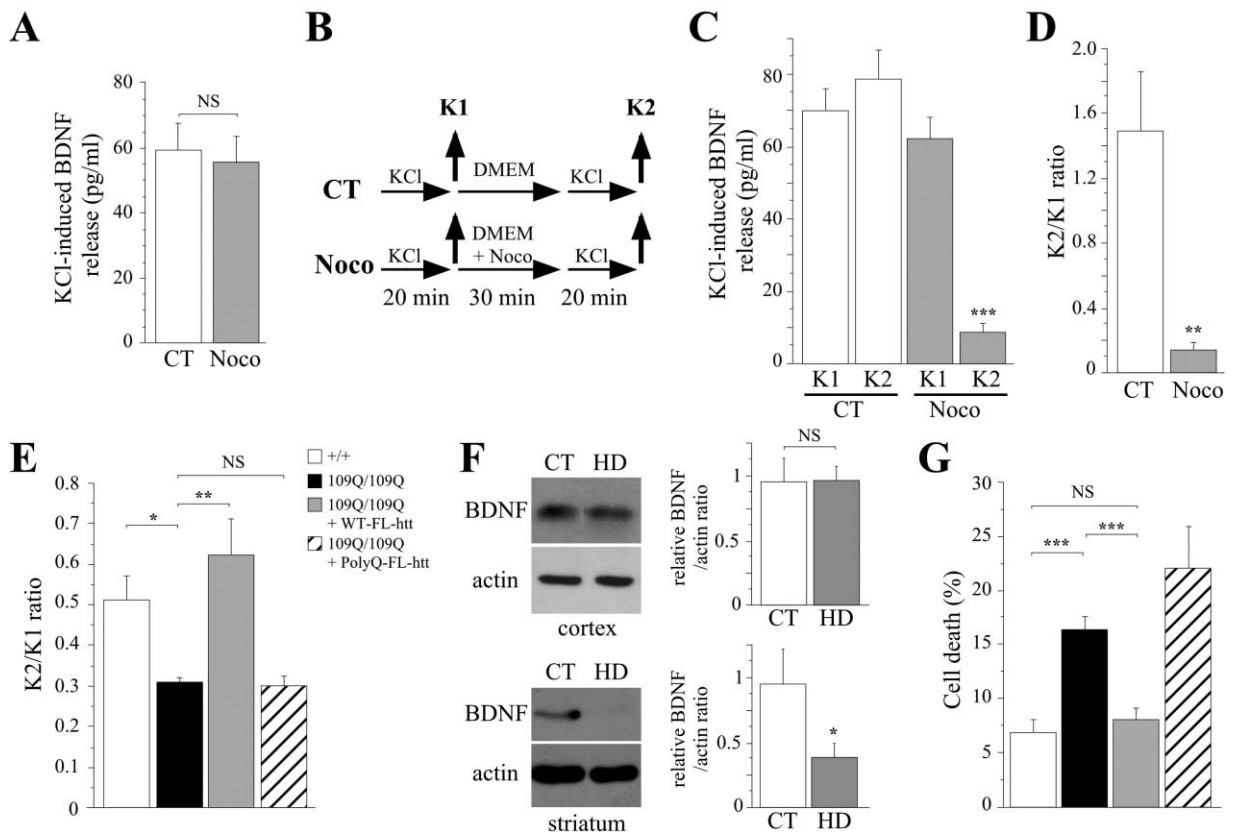 A
KCl-induced BDNF
release (pg/ml)
80
60
40
20
0
NS
CT Noco
B
K1 K2
CT KCl DMEM KCl
Noco KCl DMEM
+ Noco KCl
20 min 30 min 20 min
C
KCl-induced BDNF
release (pg/ml)
90
80
70
60
50
40
30
20
10
0
***
K1 K2 K1 K2
CT Noco
D
K2/K1 ratio
2.0
1.6
1.2
0.8
0.4
0
**
CT Noco
E
K2/K1 ratio
0.8
0.7
0.6
0.5
0.4
0.3
0.2
0.1
0
NS
* **
+/+
109Q/109Q
109Q/109Q
+ WT-FL-htt
109Q/109Q
+ PolyQ-FL-htt
F
CT HD
BDNF
actin
cortex
relative BDNF
/actin ratio
NS
1
0.5
0
CT HD
CT HD
BDNF
actin
striatum
relative BDNF
/actin ratio
1
0.5
0
*
CT HD
G
Cell death (%)
30
25
20
15
10
5
0
NS
*** ***